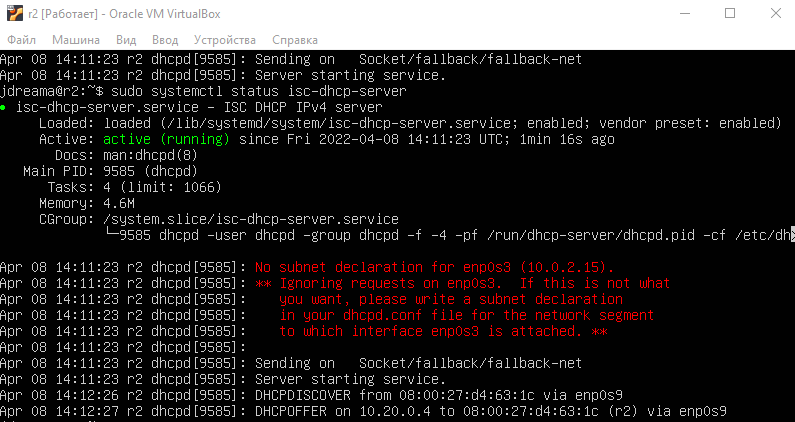 r2 [Работает] - Oracle VM VirtualBox
Файл Машина Вид Ввод Устройства Справка
Apr 08 14:11:23 r2 dhcpd[9585]: Sending on   Socket/fallback/fallback-net
Apr 08 14:11:23 r2 dhcpd[9585]: Server starting service.
jdreama@r2:~$ sudo systemctl status isc-dhcp-server
● isc-dhcp-server.service - ISC DHCP IPv4 server
Loaded: loaded (/lib/systemd/system/isc-dhcp-server.service; enabled; vendor preset: enabled)
Active: active (running) since Fri 2022-04-08 14:11:23 UTC; 1min 16s ago
Docs: man:dhcpd(8)
Main PID: 9585 (dhcpd)
Tasks: 4 (limit: 1066)
Memory: 4.6M
CGroup: /system.slice/isc-dhcp-server.service
└─9585 dhcpd -user dhcpd -group dhcpd -f -4 -pf /run/dhcp-server/dhcpd.pid -cf /etc/dh>
Apr 08 14:11:23 r2 dhcpd[9585]: No subnet declaration for enp0s3 (10.0.2.15).
Apr 08 14:11:23 r2 dhcpd[9585]: ** Ignoring requests on enp0s3.  If this is not what
Apr 08 14:11:23 r2 dhcpd[9585]:    you want, please write a subnet declaration
Apr 08 14:11:23 r2 dhcpd[9585]:    in your dhcpd.conf file for the network segment
Apr 08 14:11:23 r2 dhcpd[9585]:    to which interface enp0s3 is attached. **
Apr 08 14:11:23 r2 dhcpd[9585]:
Apr 08 14:11:23 r2 dhcpd[9585]: Sending on   Socket/fallback/fallback-net
Apr 08 14:11:23 r2 dhcpd[9585]: Server starting service.
Apr 08 14:12:26 r2 dhcpd[9585]: DHCPDISCOVER from 08:00:27:d4:63:1c via enp0s9
Apr 08 14:12:27 r2 dhcpd[9585]: DHCPOFFER on 10.20.0.4 to 08:00:27:d4:63:1c (r2) via enp0s9